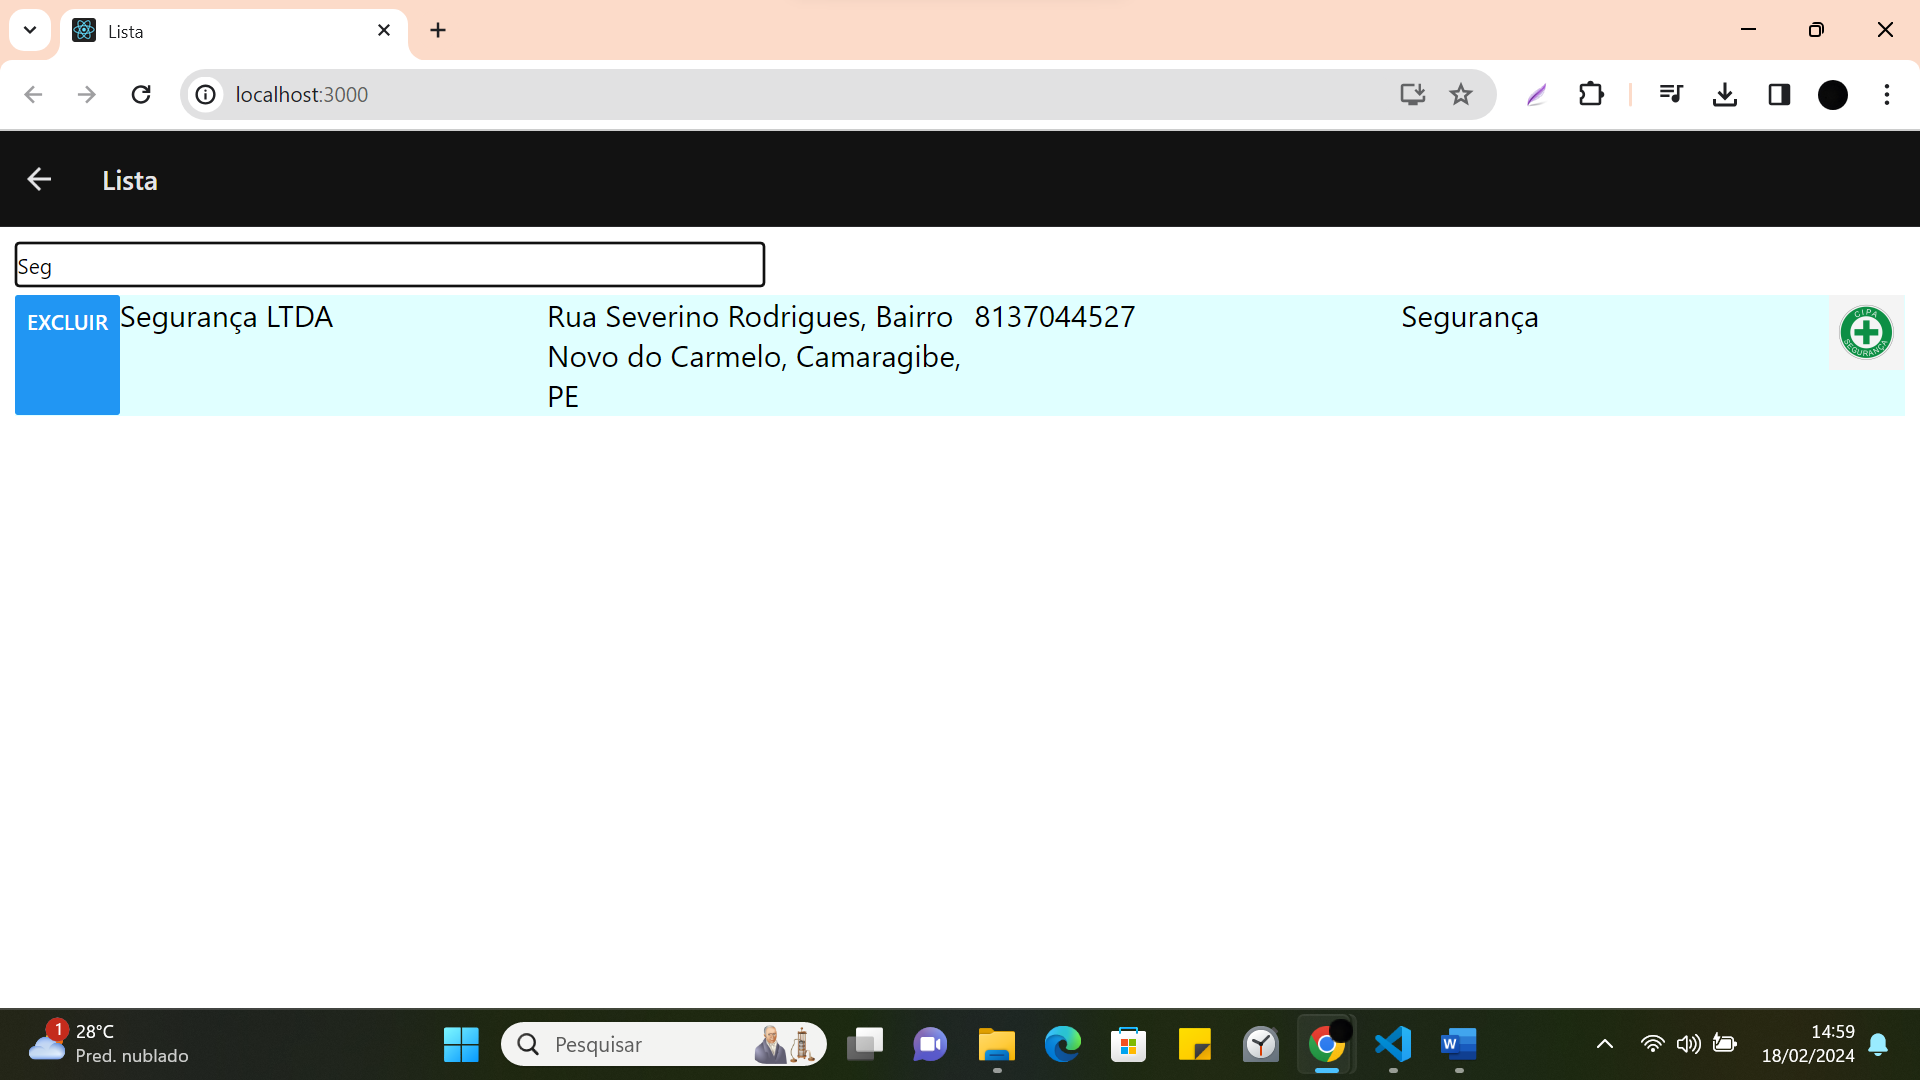 Lista
localhost:3000
Lista
Seg
EXCLUIR
Segurança LTDA
Rua Severino Rodrigues, Bairro
Novo do Carmelo, Camaragibe,
PE
8137044527
Segurança
CIPA
SEGURANÇA
1
28°C
Pred. nublado
Pesquisar
W
14:59
18/02/2024